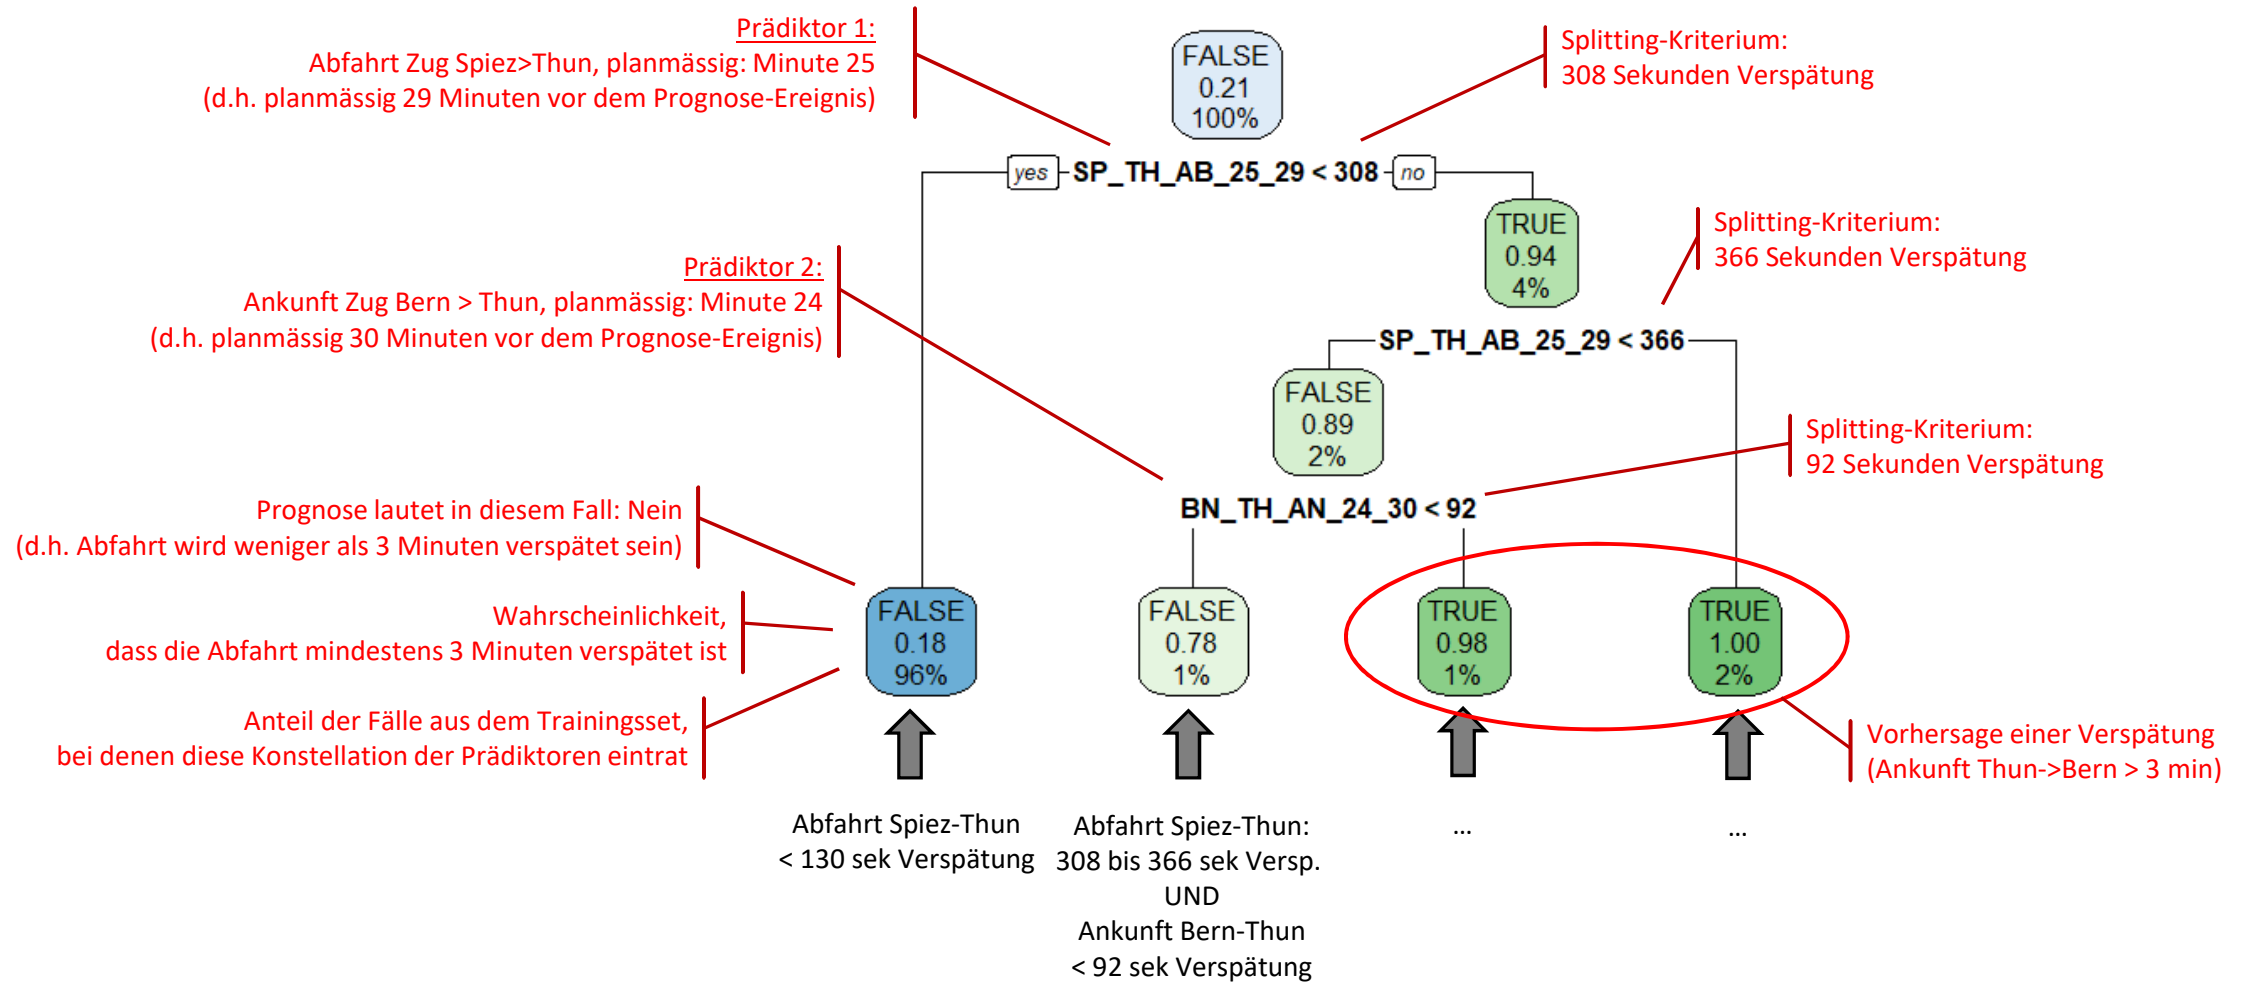 Prädiktor 1:
Abfahrt Zug Spiez>Thun, planmässig: Minute 25
(d.h. planmässig 29 Minuten vor dem Prognose-Ereignis)
FALSE
0.21
100%
Splitting-Kriterium:
308 Sekunden Verspätung
yes
SP_TH_AB_25_29 < 308
no
TRUE
0.94
4%
Splitting-Kriterium:
366 Sekunden Verspätung
Prädiktor 2:
Ankunft Zug Bern > Thun, planmässig: Minute 24
(d.h. planmässig 30 Minuten vor dem Prognose-Ereignis)
SP_TH_AB_25_29 < 366
FALSE
0.89
2%
Splitting-Kriterium:
92 Sekunden Verspätung
BN_TH_AN_24_30 < 92
Prognose lautet in diesem Fall: Nein
(d.h. Abfahrt wird weniger als 3 Minuten verspätet sein)
Wahrscheinlichkeit,
dass die Abfahrt mindestens 3 Minuten verspätet ist
Anteil der Fälle aus dem Trainingsset,
bei denen diese Konstellation der Prädiktoren eintrat
FALSE
0.18
96%
FALSE
0.78
1%
TRUE
0.98
1%
TRUE
1.00
2%
Vorhersage einer Verspätung
(Ankunft Thun->Bern > 3 min)
Abfahrt Spiez-Thun
< 130 sek Verspätung
Abfahrt Spiez-Thun:
308 bis 366 sek Versp.
UND
Ankunft Bern-Thun
< 92 sek Verspätung
...
...